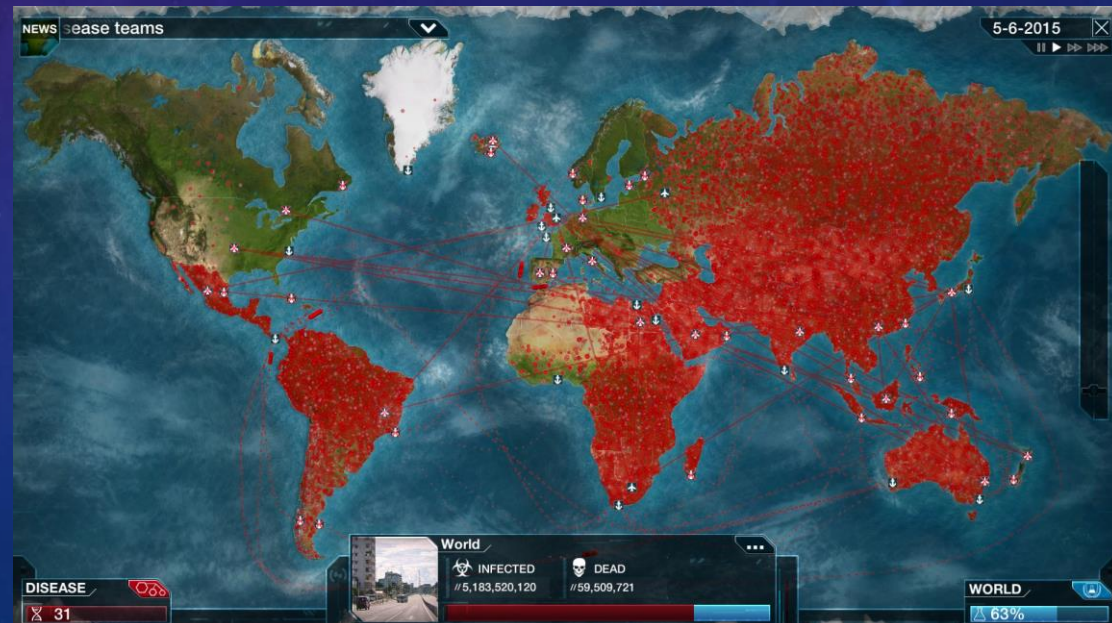 NEWS
sease teams
5-6-2015
World
INFECTED
//5,183,520,120
DEAD
//59,509,721
DISEASE
31
WORLD
63%